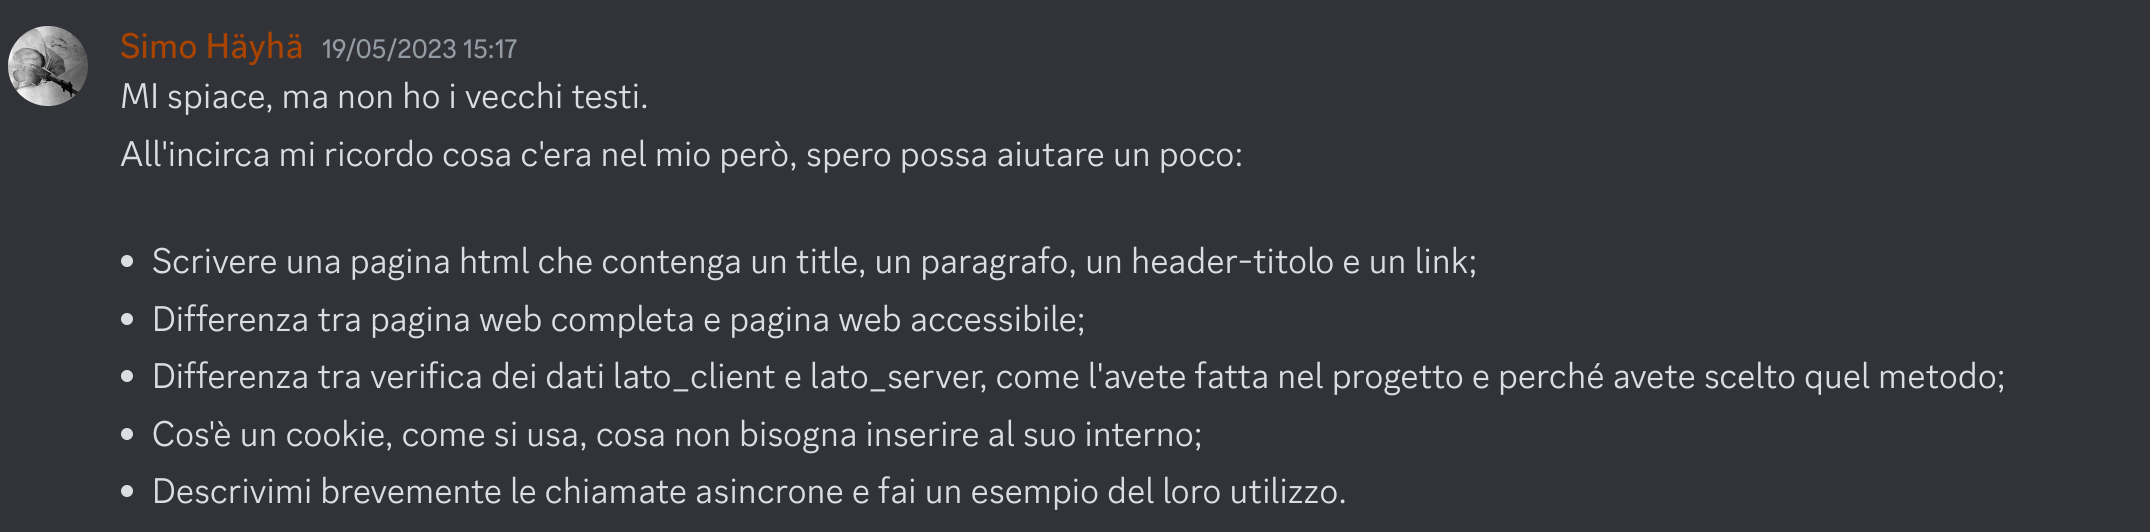 Simo Häyhä 19/05/2023 15:17
MI spiace, ma non ho i vecchi testi.
All'incirca mi ricordo cosa c'era nel mio però, spero possa aiutare un poco:
• Scrivere una pagina html che contenga un title, un paragrafo, un header-titolo e un link;
• Differenza tra pagina web completa e pagina web accessibile;
• Differenza tra verifica dei dati lato_client e lato_server, come l'avete fatta nel progetto e perché avete scelto quel metodo;
• Cos'è un cookie, come si usa, cosa non bisogna inserire al suo interno;
• Descrivimi brevemente le chiamate asincrone e fai un esempio del loro utilizzo.